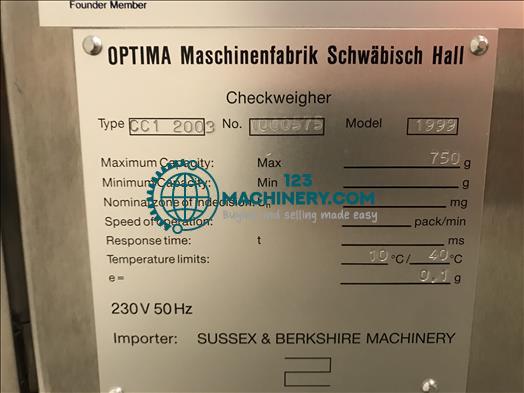 Founder Member
OPTIMA Maschinenfabrik Schwäbisch Hall
Checkweigher
Type CC1 2003 No. 1000575 Model 1999
Maximum Capacity: Max 750 g
Minimum Capacity: Min g
Nominal zone of indecision: mg
Speed of operation: pack/min
Response time: t ms
Temperature limits: 10 °C/ 40 °C
e= 0,1 g
230V 50Hz
Importer: SUSSEX & BERKSHIRE MACHINERY
123
MACHINERY.COM
Buying and selling made easy